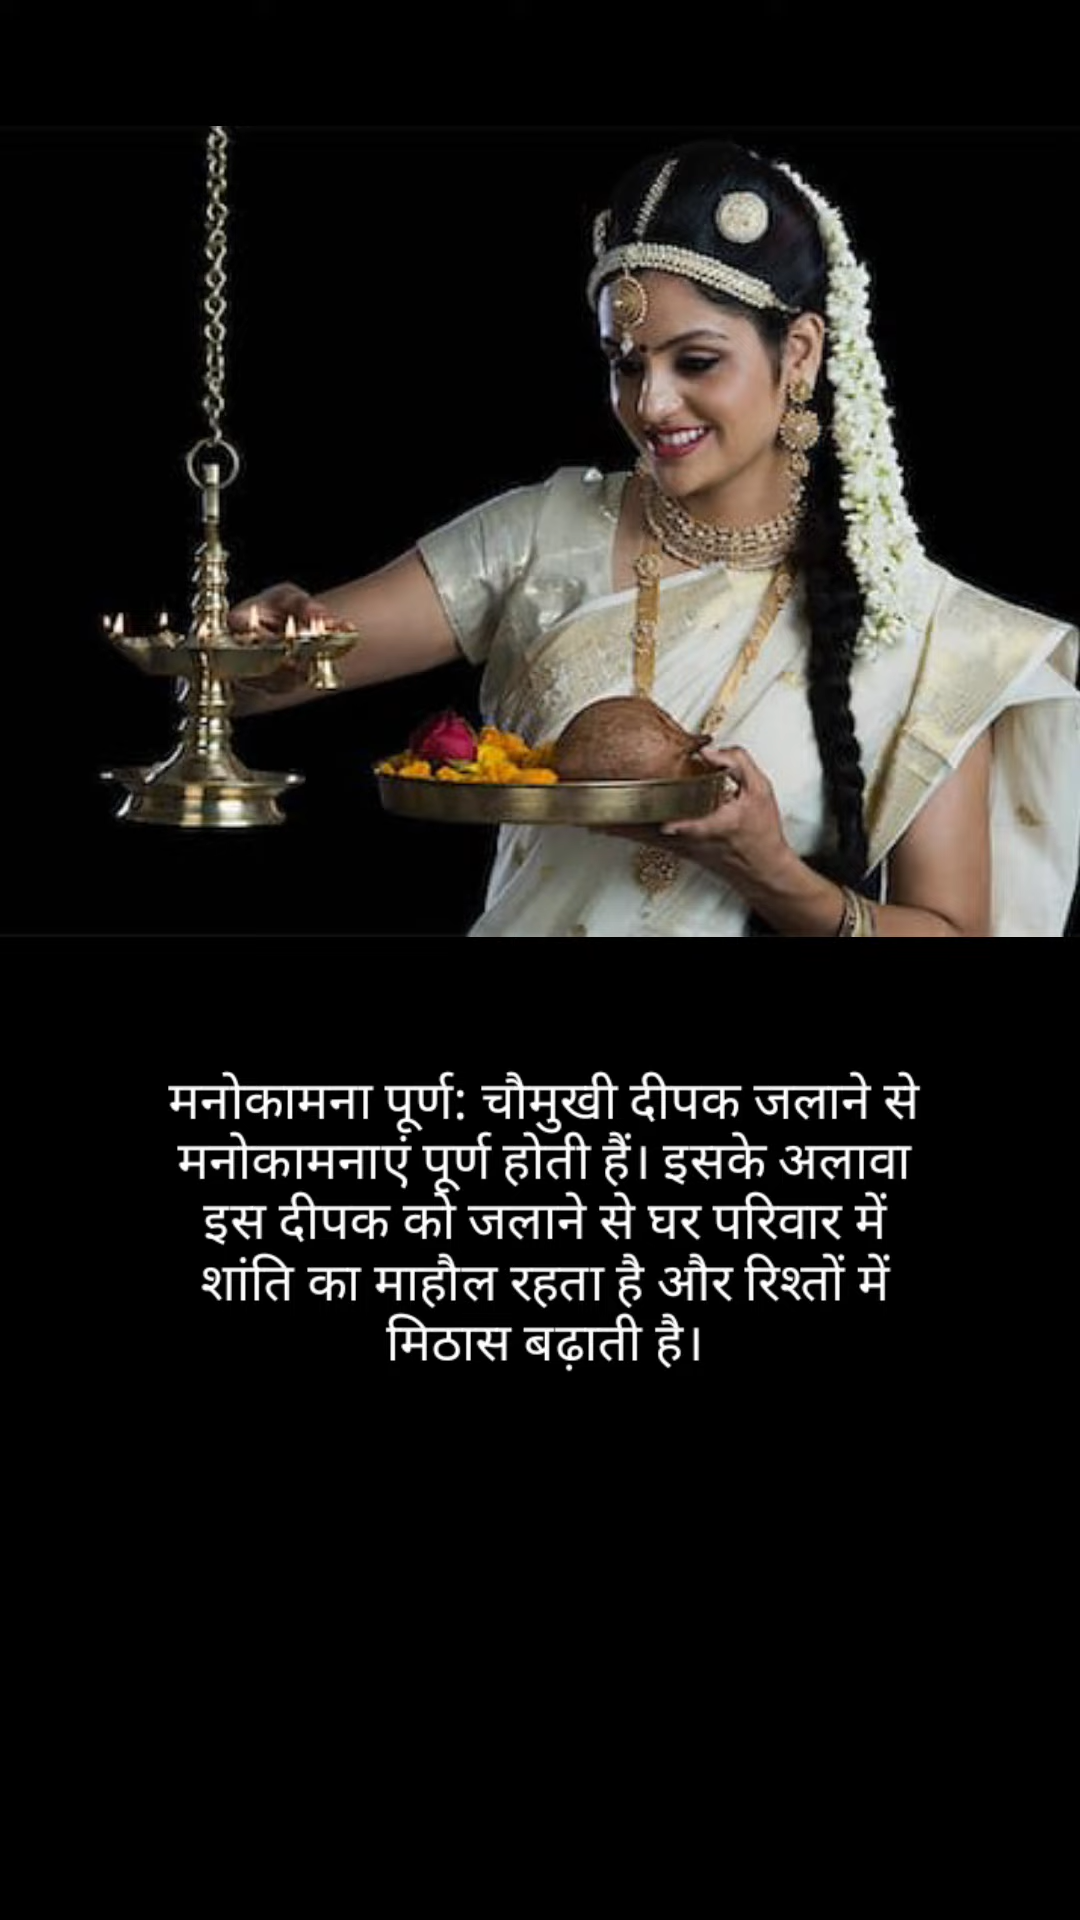 मनोकामना पूर्ण: चौमुखी दीपक जलाने से
मनोकामनाएं पूर्ण होती हैं। इसके अलावा
इस दीपक को जलाने से घर परिवार में
शांति का माहौल रहता है और रिश्तों में
मिठास बढ़ाती है।